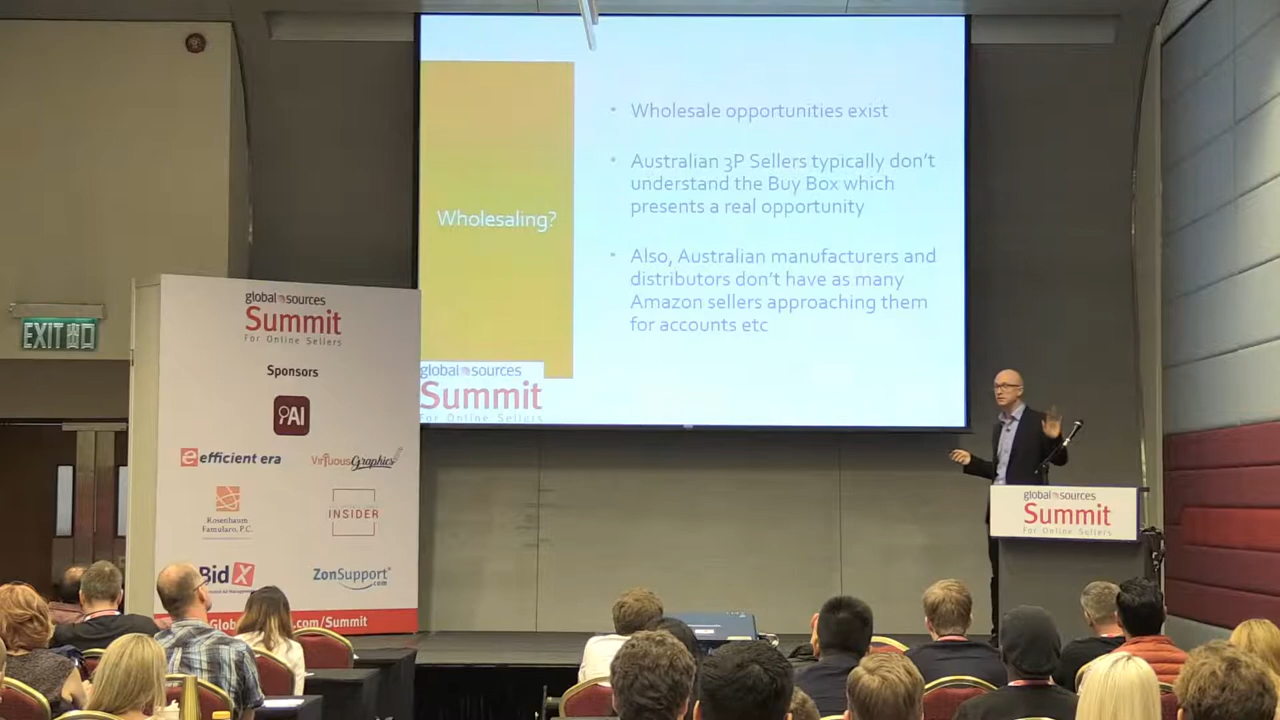 Wholesaling?
• Wholesale opportunities exist
• Australian 3P Sellers typically don't
understand the Buy Box which
presents a real opportunity
• Also, Australian manufacturers and
distributors don't have as many
Amazon sellers approaching them
for accounts etc
global sources
Summit
For Online Sellers
EXIT 出口
global sources
Summit
For Online Sellers
Sponsors
AI
efficient era
VirtuousGraphics
Rosenbaum
Famularo, P.C.
INSIDER
BidX
ZonSupport
.com
.com/Summit
global sources
Summit
For Online Sellers